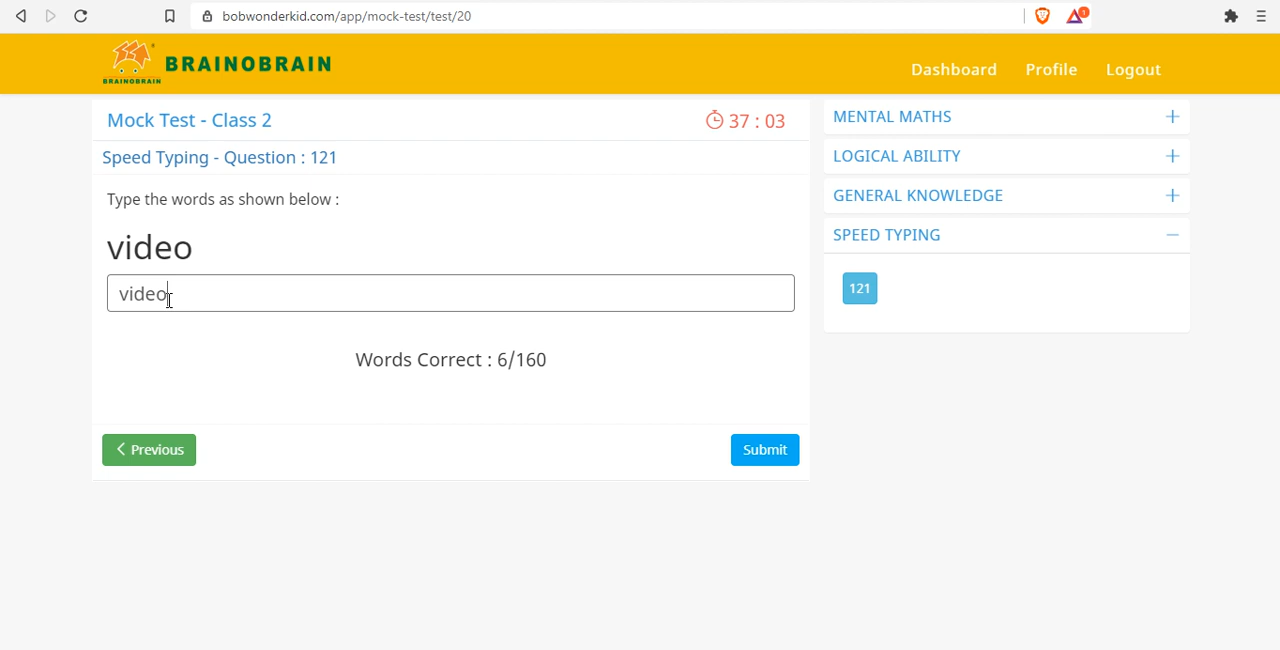 bobwonderkid.com/app/mock-test/test/20
1
BRAINOBRAIN
BRAINOBRAIN
Dashboard Profile Logout
Mock Test - Class 2
37 : 03
Speed Typing - Question : 121
Type the words as shown below :
video
video
Words Correct : 6/160
Previous
Submit
MENTAL MATHS
LOGICAL ABILITY
GENERAL KNOWLEDGE
SPEED TYPING
121